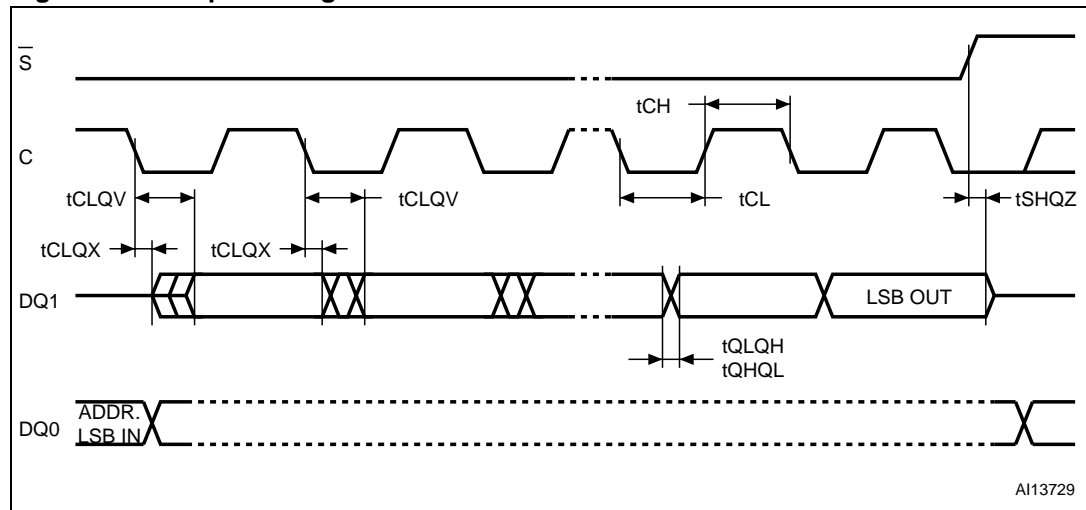 S
tCH
C
tCLQV
tCLQV
tCL
tSHQZ
tCLQX
tCLQX
DQ1
LSB OUT
tQLQH
tQHQL
DQ0
ADDR.
LSB IN
AI13729